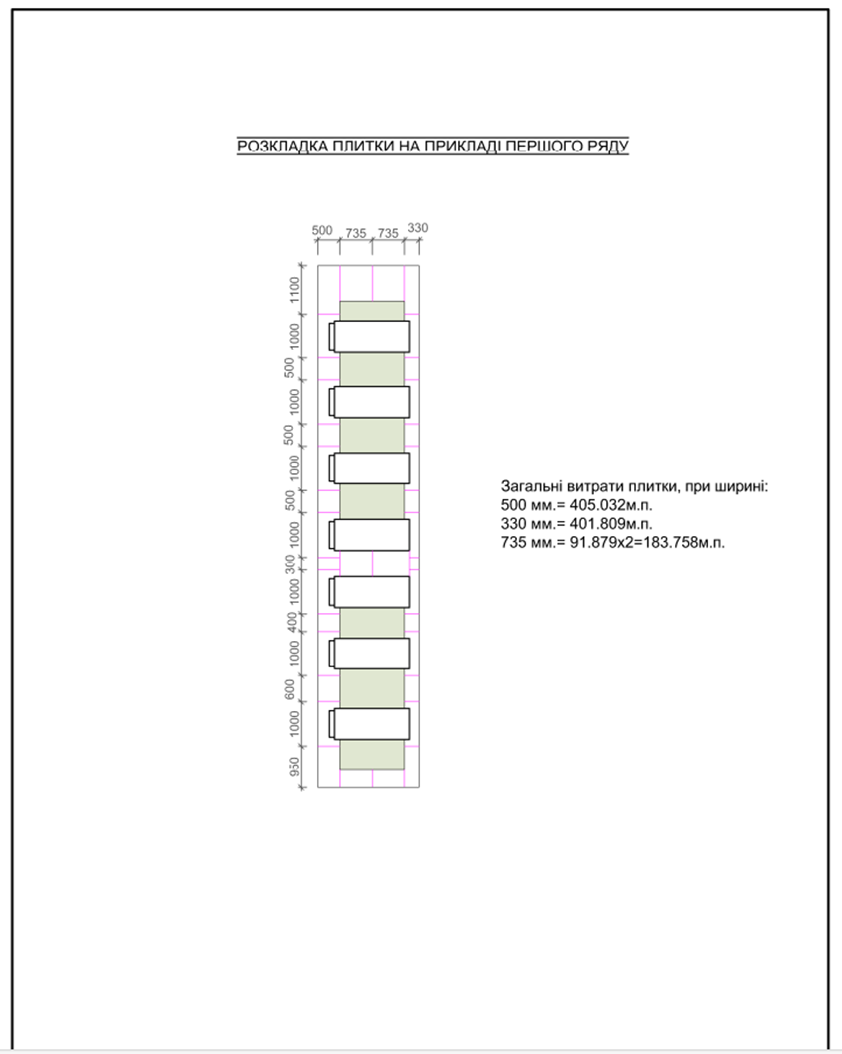 РОЗКЛАДКА ПЛИТКИ НА ПРИКЛАДІ ПЕРШОГО РЯДУ
500 735 735 330
1100
1000
500
1000
500
1000
500
1000
300
1000
400
1000
600
1000
950
Загальні витрати плитки, при ширині:
500 мм.= 405.032м.п.
330 мм.= 401.809м.п.
735 мм.= 91.879х2=183.758м.п.